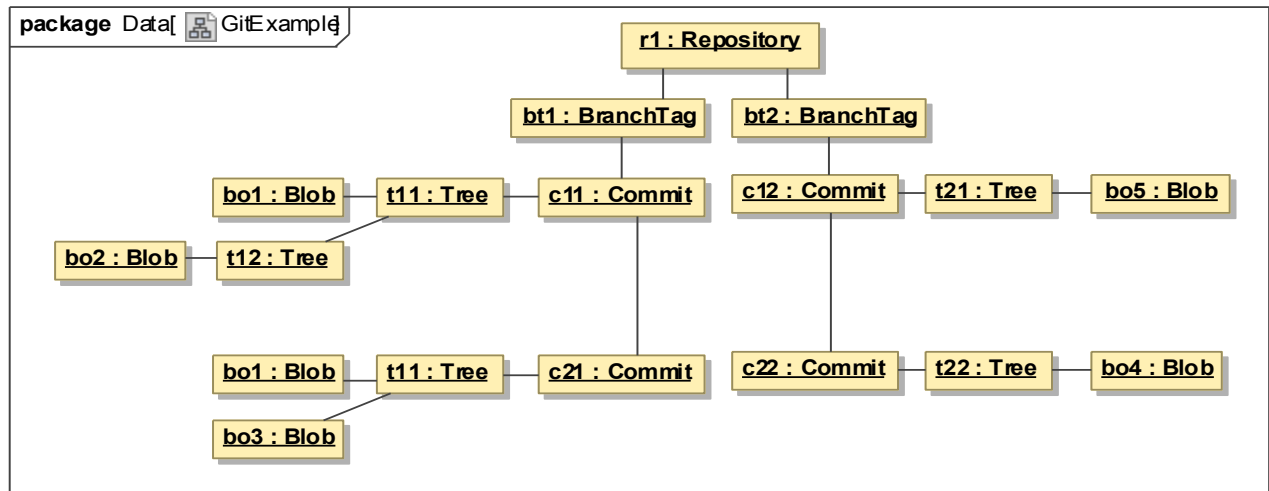 package Data[ GitExample]
r1 : Repository
bt1 : BranchTag
bt2 : BranchTag
bo1 : Blob
t11 : Tree
c11 : Commit
c12 : Commit
t21 : Tree
bo5 : Blob
bo2 : Blob
t12 : Tree
bo1 : Blob
t11 : Tree
c21 : Commit
c22 : Commit
t22 : Tree
bo4 : Blob
bo3 : Blob